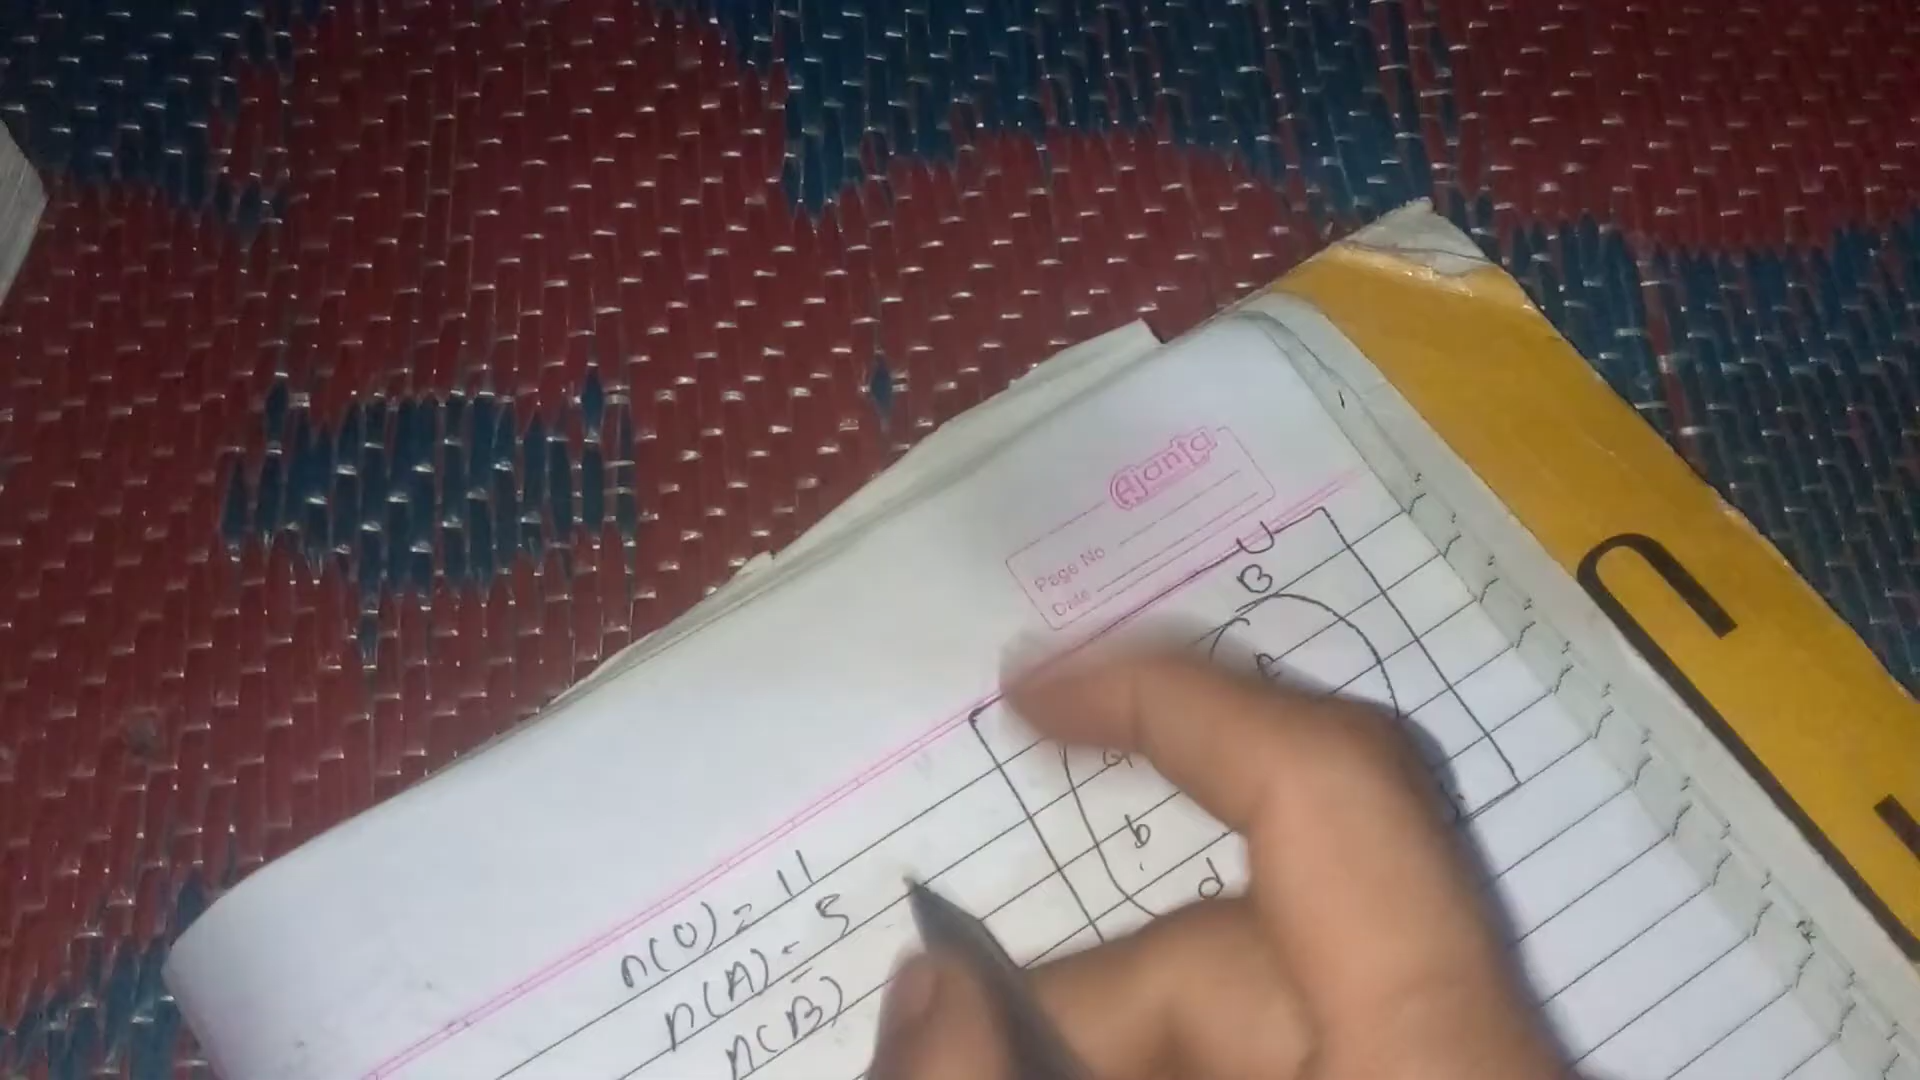 Ajanta
Page No
Date
U
B
b
d
n(U) = 11
n(A) = 5
n(B)